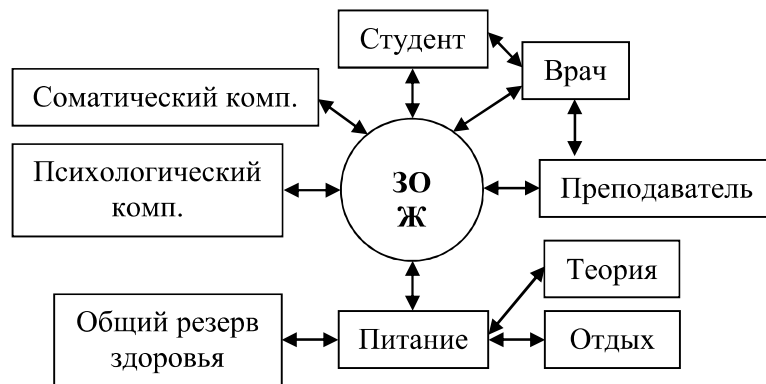 Студент
Врач
Соматический комп.
Психологический
комп.
ЗО
Ж
Преподаватель
Теория
Общий резерв
здоровья
Питание
Отдых